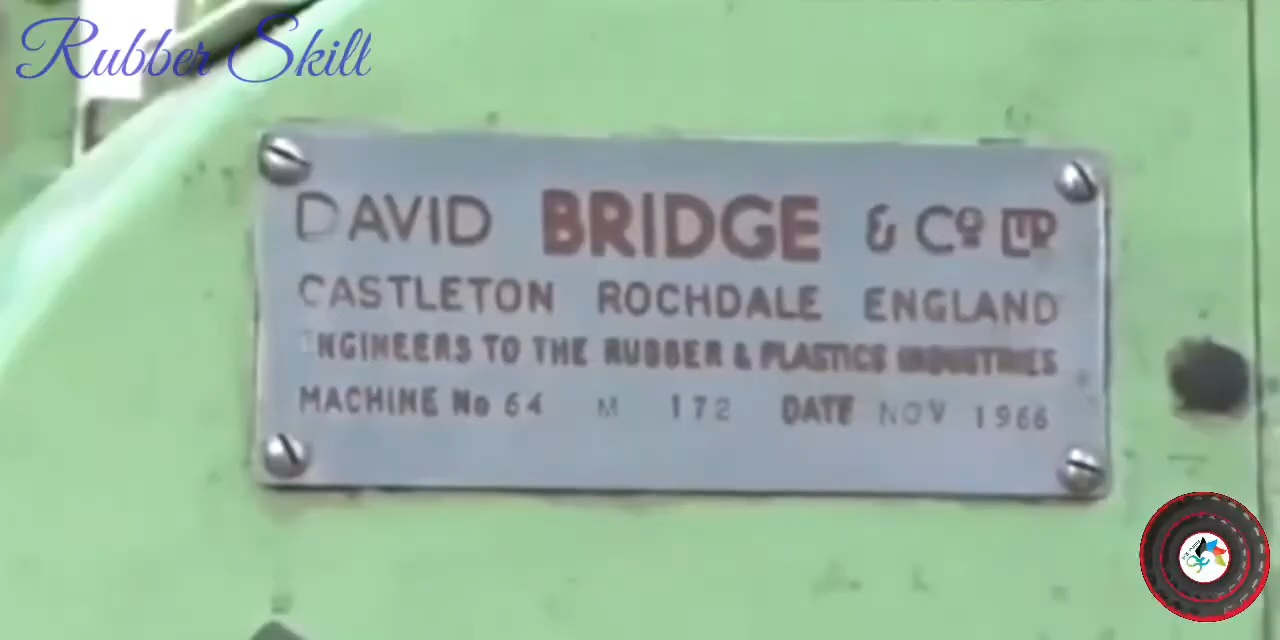 Rubber Skill
DAVID BRIDGE & Co LTD
CASTLETON ROCHDALE ENGLAND
ENGINEERS TO THE RUBBER & PLASTICS INDUSTRIES
MACHINE No 64 M 172 DATE NOV 1966